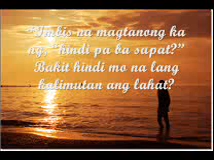 “Imbis na magtanong ka
ng, “hindi pa ba sapat?”
Bakit hindi mo na lang
kalimutan ang lahat?